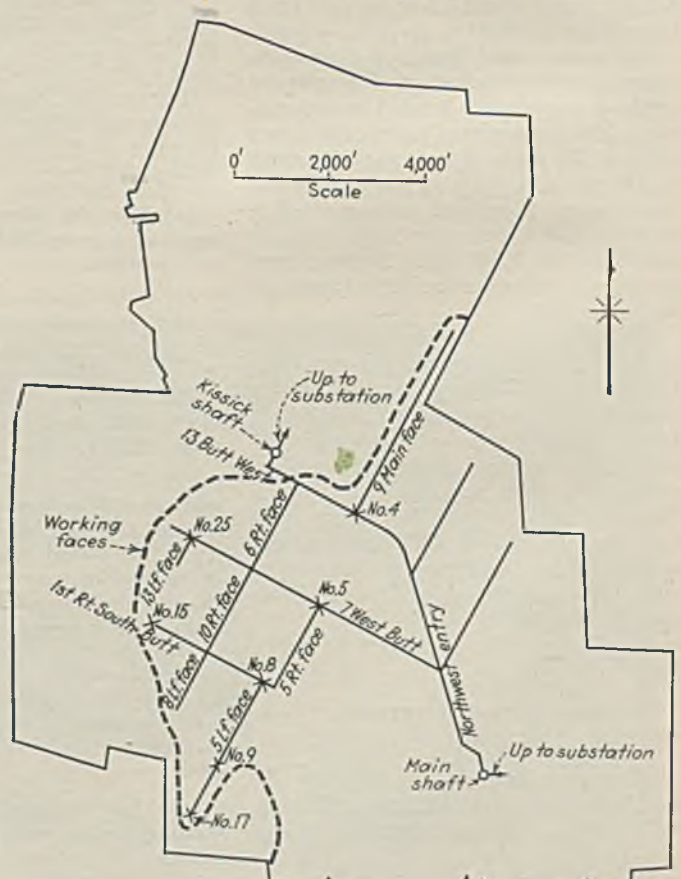 0' 2,000' 4,000'
Scale
Up to
substation
Kissick
shaft
13 Butt West
9 Main face
No.4
6 Rt. face
Working
faces
No.25
13 Lf. face
10 Rt. face
No.5
7 West Butt
Northwest entry
1st Rt. South Butt
No.15
No.8
5 Rt. face
8 Lf. face
5 Lf. face
No.9
Up to substation
Main
shaft
No.17